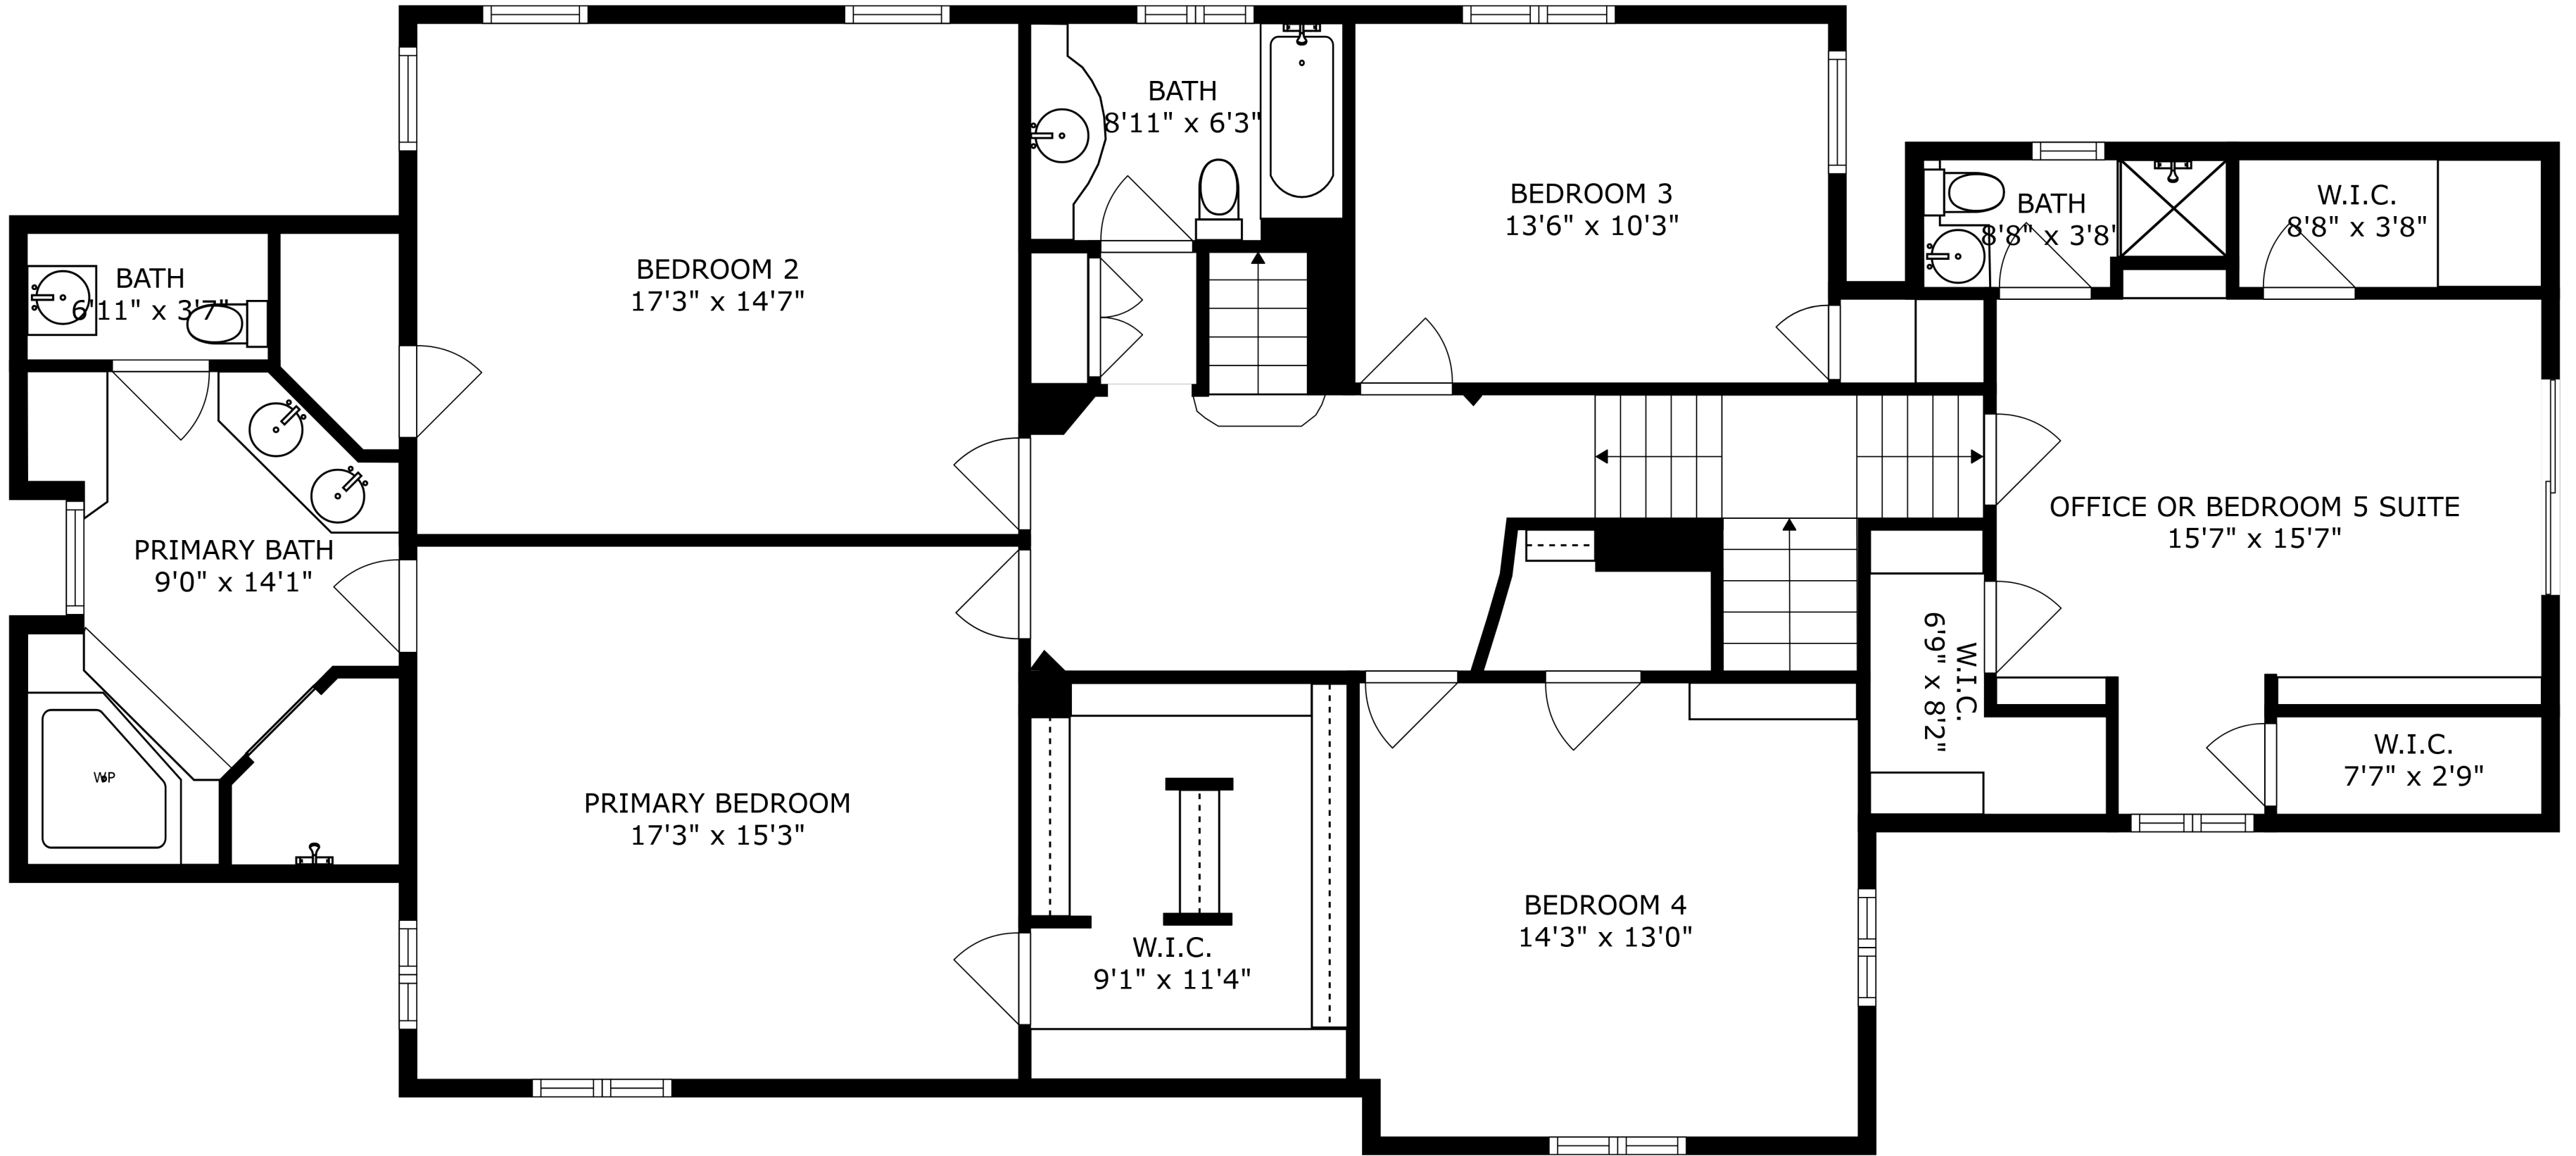 BATH
8'11" x 6'3"
BEDROOM 3
13'6" x 10'3"
BATH
8'8" x 3'8"
W.I.C.
8'8" x 3'8"
BATH
6'11" x 3'7"
BEDROOM 2
17'3" x 14'7"
OFFICE OR BEDROOM 5 SUITE
15'7" x 15'7"
PRIMARY BATH
9'0" x 14'1"
W.I.C.
6'9" x 8'2"
W.I.C.
7'7" x 2'9"
WP
PRIMARY BEDROOM
17'3" x 15'3"
W.I.C.
9'1" x 11'4"
BEDROOM 4
14'3" x 13'0"